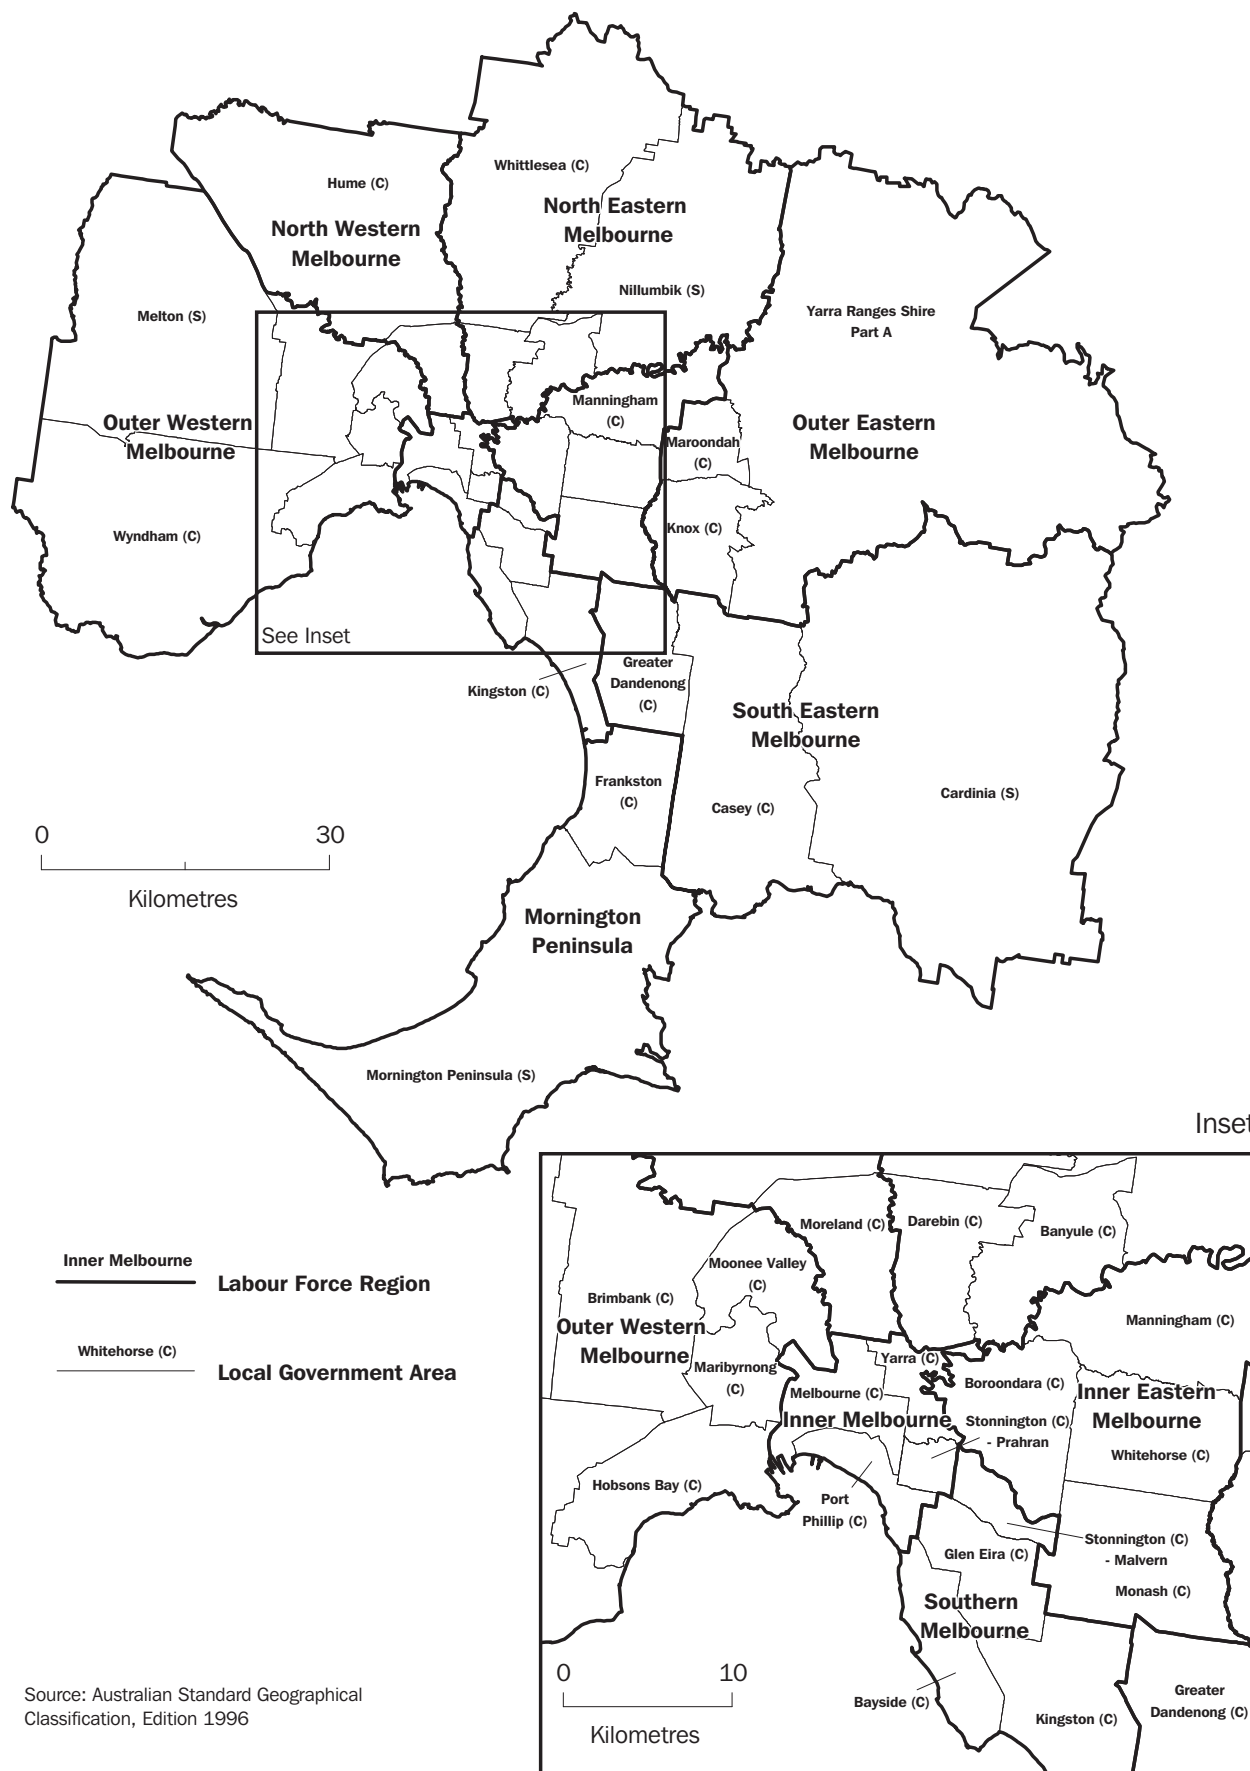 Whittlesea (C)
Hume (C)
North Eastern
Melbourne
North Western
Melbourne
Nillumbik (S)
Melton (S)
Yarra Ranges Shire
Part A
Manningham
(C)
Outer Western
Melbourne
Outer Eastern
Melbourne
Maroondah
(C)
Wyndham (C)
Knox (C)
See Inset
Greater
Dandenong
(C)
Kingston (C)
South Eastern
Melbourne
Frankston
(C)
Casey (C)
Cardinia (S)
0 30
Kilometres
Mornington
Peninsula
Mornington Peninsula (S)
Inset
Moreland (C)
Darebin (C)
Banyule (C)
Moonee Valley
(C)
Brimbank (C)
Outer Western
Melbourne
Manningham (C)
Yarra (C)
Maribyrnong
(C)
Melbourne (C)
Boroondara (C)
Inner Eastern
Melbourne
Inner Melbourne
Stonnington (C)
- Prahran
Whitehorse (C)
Hobsons Bay (C)
Port
Phillip (C)
Stonnington (C)
- Malvern
Glen Eira (C)
Monash (C)
Southern
Melbourne
Bayside (C)
Kingston (C)
Greater
Dandenong (C)
0 10
Kilometres
Inner Melbourne
Labour Force Region
Whitehorse (C)
Local Government Area
Source: Australian Standard Geographical
Classification, Edition 1996